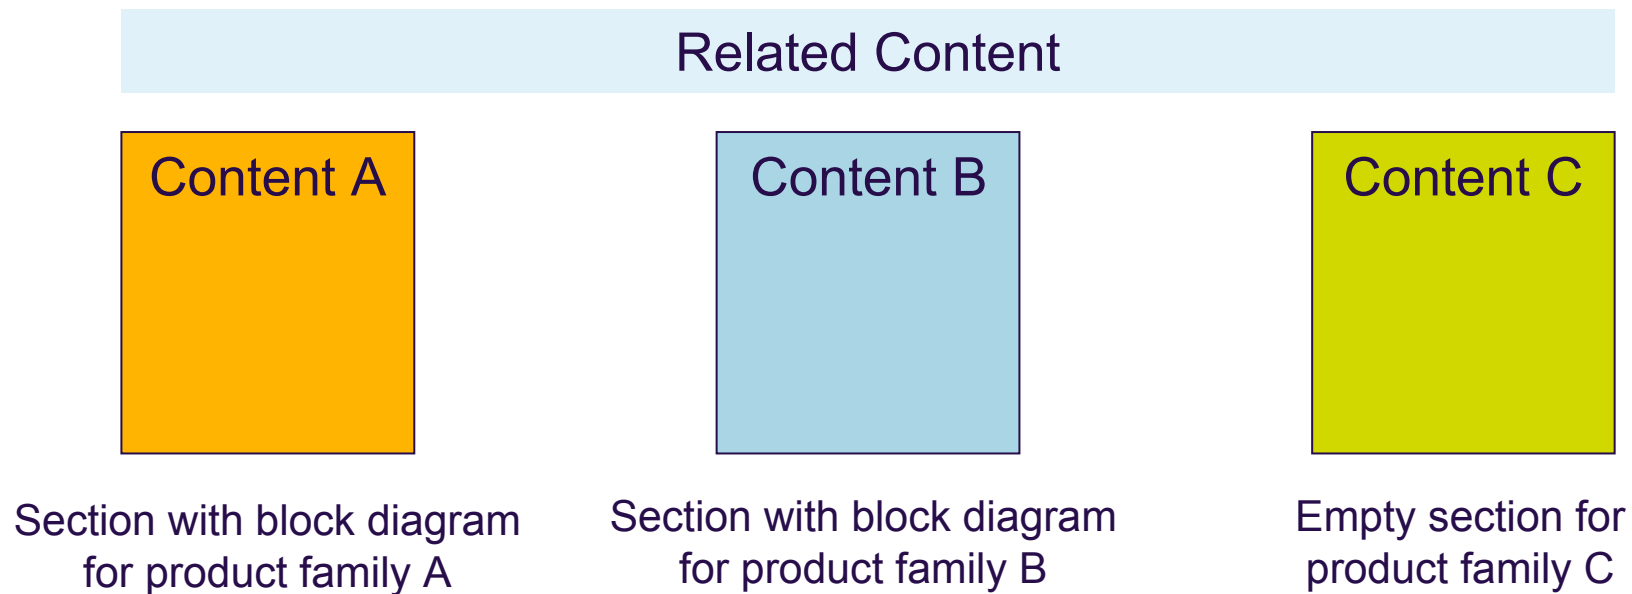 Related Content
Content A
Content B
Content C
Section with block diagram
for product family A
Section with block diagram
for product family B
Empty section for
product family C